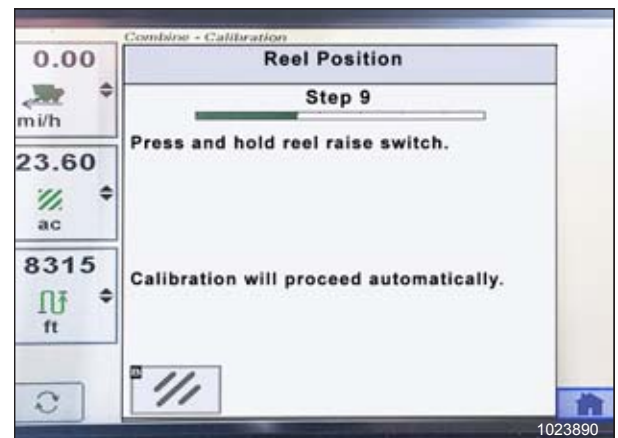 Combine - Calibration
0.00
mi/h
23.60
ac
8315
ft
Reel Position
Step 9
Press and hold reel raise switch.
Calibration will proceed automatically.
1023890